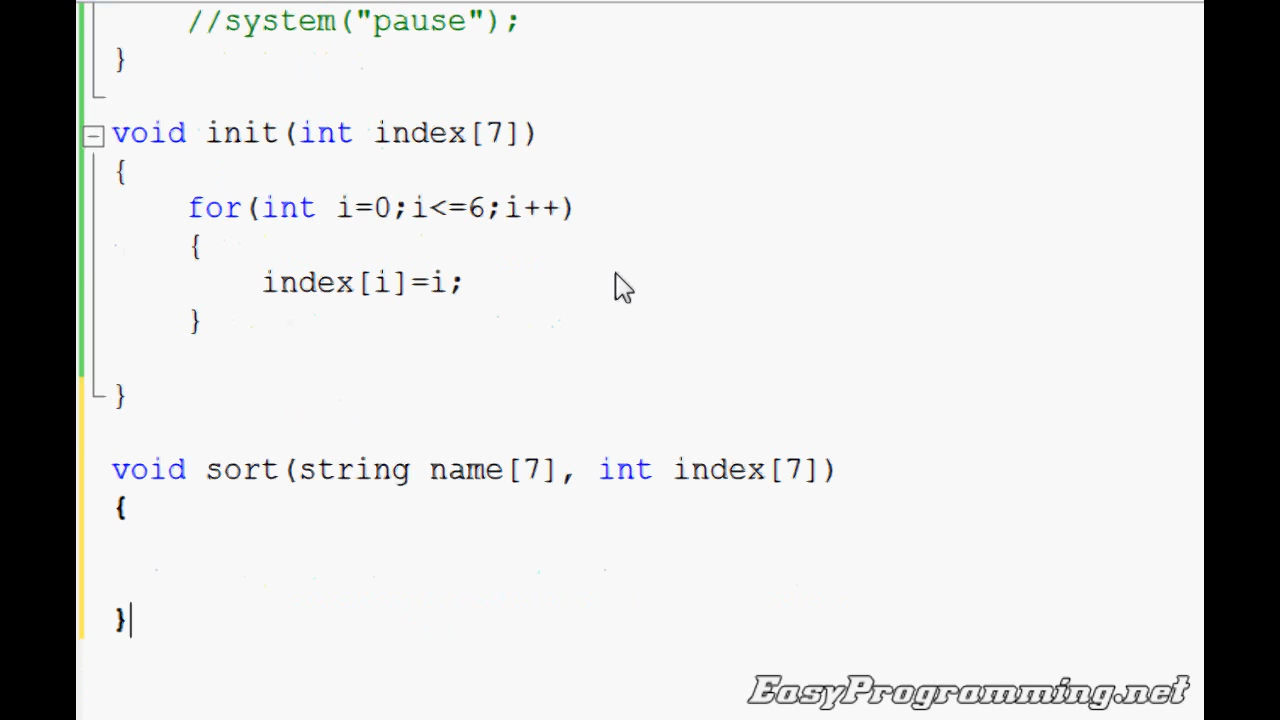 //system("pause");
}
void init(int index[7])
{
for(int i=0;i<=6;i++)
{
index[i]=i;
}
}
void sort(string name[7], int index[7])
{
}
EasyProgramming.net